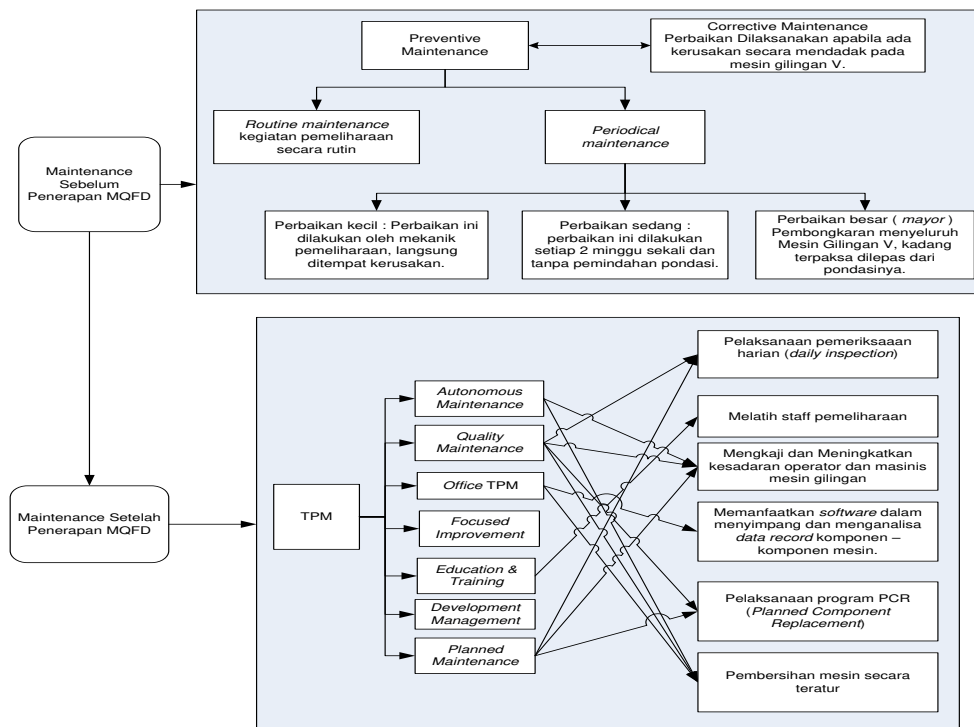 Preventive
Maintenance
Corrective Maintenance
Perbaikan Dilaksanakan apabila ada
kerusakan secara mendadak pada
mesin gilingan V.
Routine maintenance
kegiatan pemeliharaan
secara rutin
Periodical
maintenance
Maintenance
Sebelum
Penerapan MQFD
Perbaikan kecil : Perbaikan ini
dilakukan oleh mekanik
pemeliharaan, langsung
ditempat kerusakan.
Perbaikan sedang :
perbaikan ini dilakukan
setiap 2 minggu sekali dan
tanpa pemindahan pondasi.
Perbaikan besar ( mayor )
Pembongkaran menyeluruh
Mesin Gilingan V, kadang
terpaksa dilepas dari
pondasinya.
Maintenance Setelah
Penerapan MQFD
TPM
Autonomous
Maintenance
Quality
Maintenance
Office TPM
Focused
Improvement
Education &
Training
Development
Management
Planned
Maintenance
Pelaksanaan pemeriksaaan
harian (daily inspection)
Melatih staff pemeliharaan
Mengkaji dan Meningkatkan
kesadaran operator dan masinis
mesin gilingan
Memanfaatkan software dalam
menyimpang dan menganalisa
data record komponen –
komponen mesin.
Pelaksanaan program PCR
(Planned Component
Replacement)
Pembersihan mesin secara
teratur